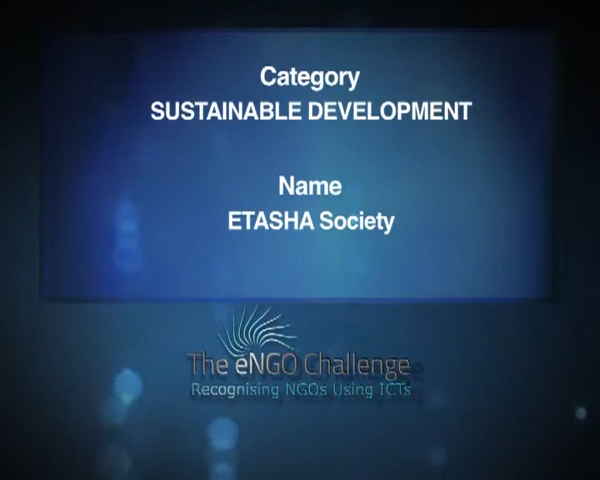 Category
SUSTAINABLE DEVELOPMENT
Name
ETASHA Society
The eNGO Challenge
Recognising NGOs Using ICTs